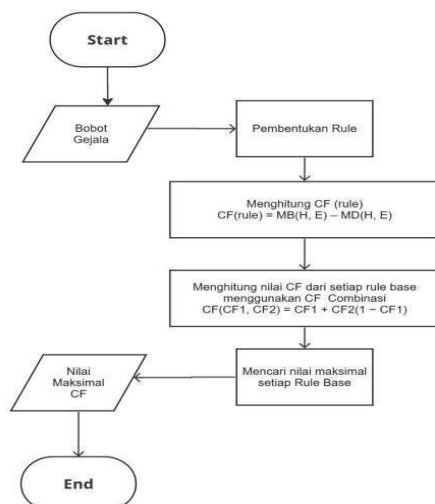 Start
Bobot
Gejala
Pembentukan Rule
Menghitung CF (rule)
CF(rule) = MB(H, E) – MD(H, E)
Menghitung nilai CF dari setiap rule base
menggunakan CF Combinasi
CF(CF1, CF2) = CF1 + CF2(1 − CF1)
Mencari nilai maksimal
setiap Rule Base
Nilai
Maksimal
CF
End